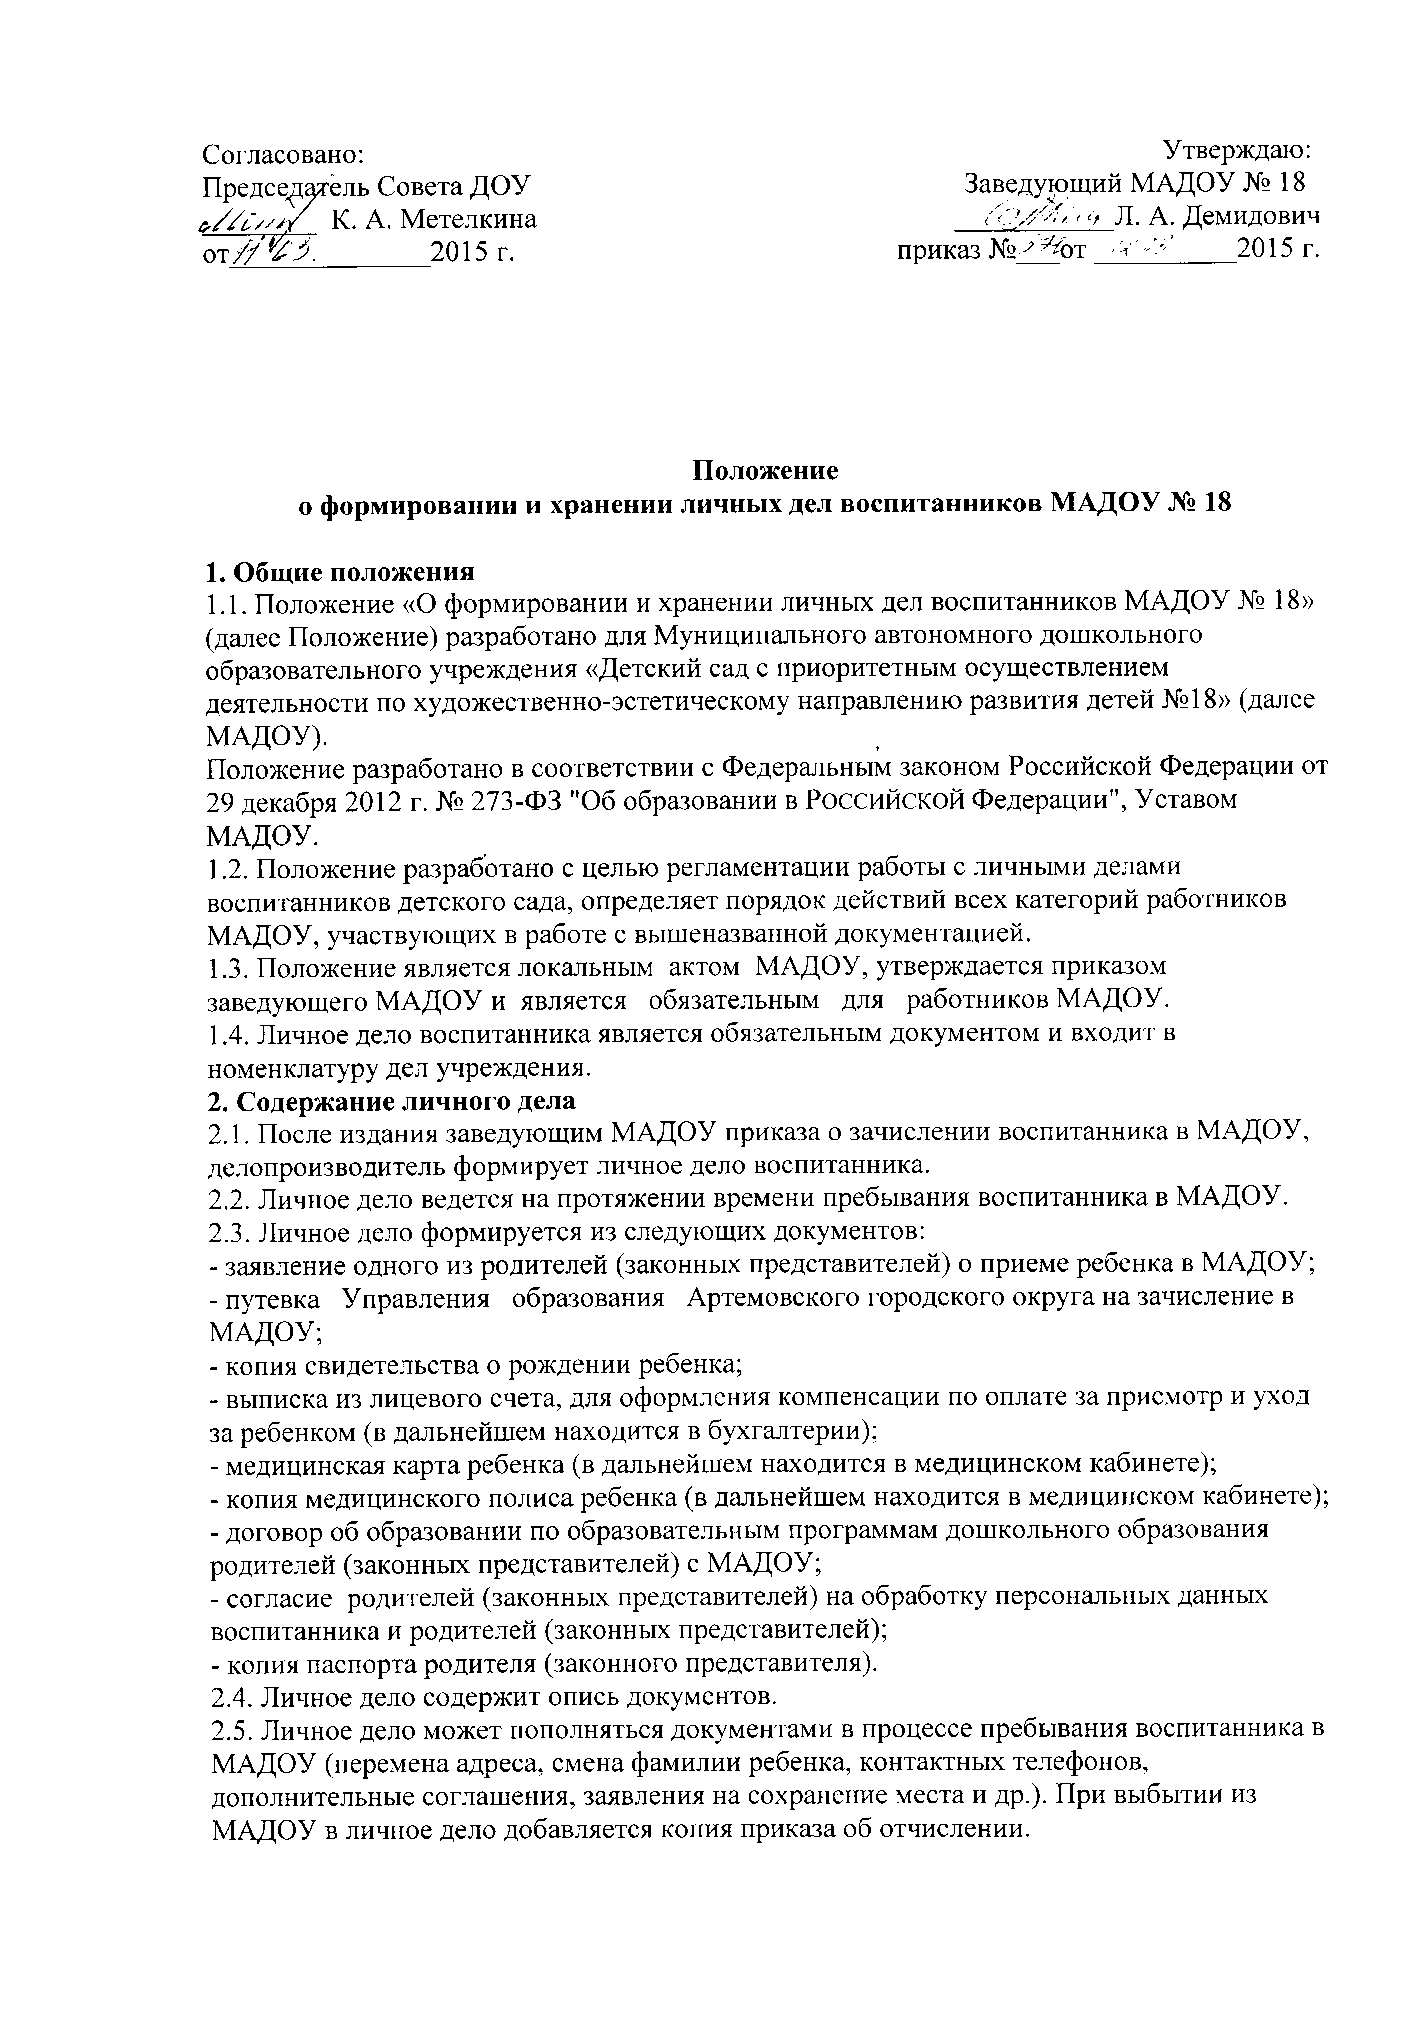 Согласовано:
Утверждаю:
Председатель Совета ДОУ
Заведующий МАДОУ № 18
К. А. Метелкина
Л. А. Демидович
от 11.03. 2015 г.
приказ № от 2015 г.
Положение
о формировании и хранении личных дел воспитанников МАДОУ № 18
1. Общие положения
1.1. Положение «О формировании и хранении личных дел воспитанников МАДОУ № 18»
(далее Положение) разработано для Муниципального автономного дошкольного
образовательного учреждения «Детский сад с приоритетным осуществлением
деятельности по художественно-эстетическому направлению развития детей №18» (далее
МАДОУ).
Положение разработано в соответствии с Федеральным законом Российской Федерации от
29 декабря 2012 г. № 273-ФЗ "Об образовании в РОССИЙСКОЙ Федерации", Уставом
МАДОУ.
1.2. Положение разработано с целью регламентации работы с личными делами
воспитанников детского сада, определяет порядок действий всех категорий работников
МАДОУ, участвующих в работе с вышеназванной документацией.
1.3. Положение является локальным актом МАДОУ, утверждается приказом
заведующего МАДОУ и является обязательным для работников МАДОУ.
1.4. Личное дело воспитанника является обязательным документом и входит в
номенклатуру дел учреждения.
2. Содержание личного дела
2.1. После издания заведующим МАДОУ приказа о зачислении воспитанника в МАДОУ,
делопроизводитель формирует личное дело воспитанника.
2.2. Личное дело ведется на протяжении времени пребывания воспитанника в МАДОУ.
2.3. Личное дело формируется из следующих документов:
- заявление одного из родителей (законных представителей) о приеме ребенка в МАДОУ;
- путевка Управления образования Артемовского городского округа на зачисление в
МАДОУ;
- копия свидетельства о рождении ребенка;
- выписка из лицевого счета, для оформления компенсации по оплате за присмотр и уход
за ребенком (в дальнейшем находится в бухгалтерии);
- медицинская карта ребенка (в дальнейшем находится в медицинском кабинете);
- копия медицинского полиса ребенка (в дальнейшем находится в медицинском кабинете);
- договор об образовании по образовательным программам дошкольного образования
родителей (законных представителей) с МАДОУ;
- согласие родителей (законных представителей) на обработку персональных данных
воспитанника и родителей (законных представителей);
- копия паспорта родителя (законного представителя).
2.4. Личное дело содержит опись документов.
2.5. Личное дело может пополняться документами в процессе пребывания воспитанника в
МАДОУ (перемена адреса, смена фамилии ребенка, контактных телефонов,
дополнительные соглашения, заявления на сохранение места и др.). При выбытии из
МАДОУ в личное дело добавляется копия приказа об отчислении.